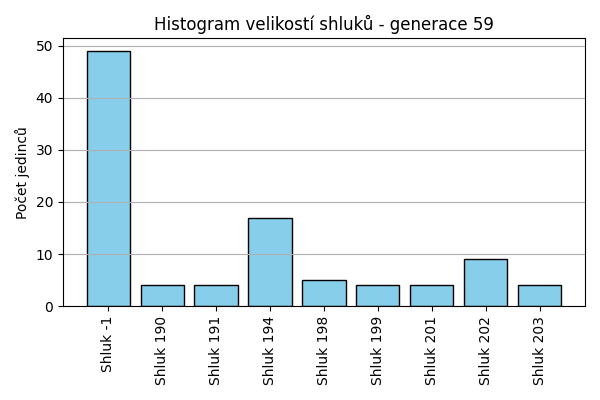 Histogram velikostí shluků - generace 59
Počet jedinců
50
40
30
20
10
0
Shluk -1
Shluk 190
Shluk 191
Shluk 194
Shluk 198
Shluk 199
Shluk 201
Shluk 202
Shluk 203